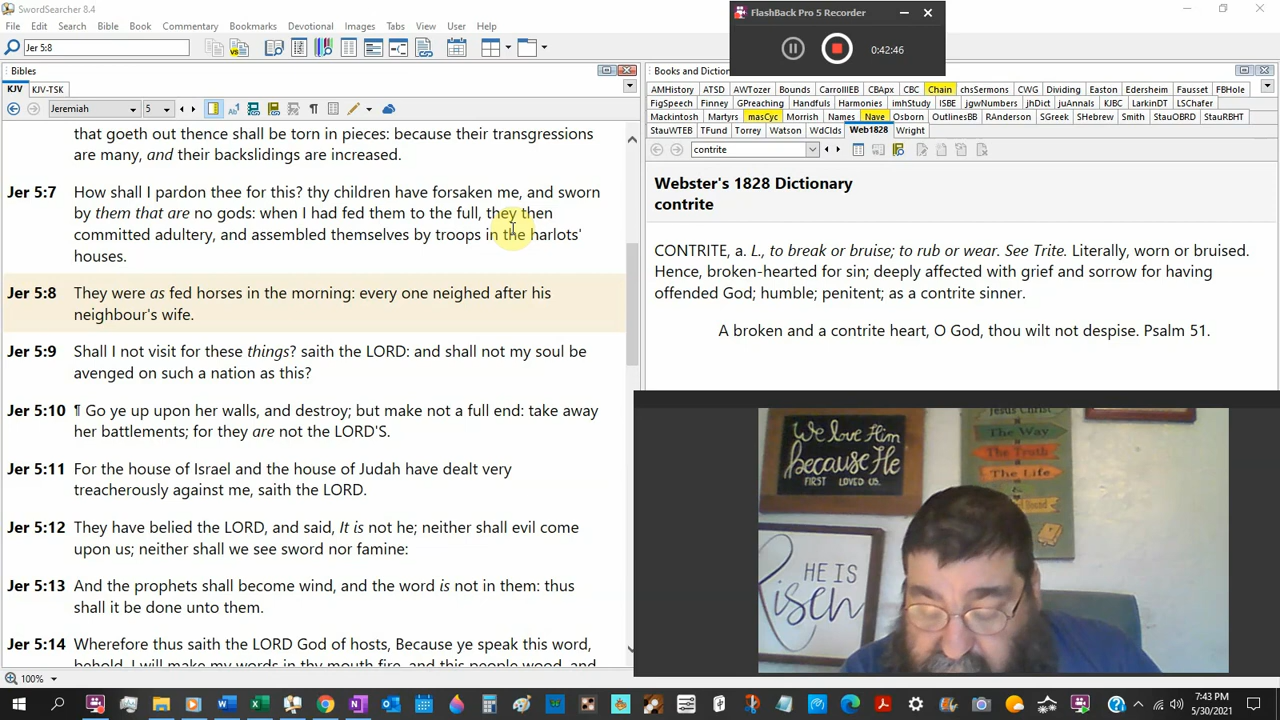 SwordSearcher 8.4
File Edit Search Bible Book Commentary Bookmarks Devotional Images Tabs View User Help
Jer 5:8
FlashBack Pro 5 Recorder
0:42:46
Bibles
KJV KJV-TSK
Jeremiah 5
that goeth out thence shall be torn in pieces: because their transgressions
are many, and their backslidings are increased.
Jer 5:7 How shall I pardon thee for this? thy children have forsaken me, and sworn
by them that are no gods: when I had fed them to the full, they then
committed adultery, and assembled themselves by troops in the harlots'
houses.
Jer 5:8 They were as fed horses in the morning: every one neighed after his
neighbour's wife.
Jer 5:9 Shall I not visit for these things? saith the LORD: and shall not my soul be
avenged on such a nation as this?
Jer 5:10 ¶ Go ye up upon her walls, and destroy; but make not a full end: take away
her battlements; for they are not the LORD'S.
Jer 5:11 For the house of Israel and the house of Judah have dealt very
treacherously against me, saith the LORD.
Jer 5:12 They have belied the LORD, and said, It is not he; neither shall evil come
upon us; neither shall we see sword nor famine:
Jer 5:13 And the prophets shall become wind, and the word is not in them: thus
shall it be done unto them.
Jer 5:14 Wherefore thus saith the LORD God of hosts, Because ye speak this word,
behold, I will make my words in thy mouth fire, and this people wood, and
100%
Books and Dictio
AMHistory ATSD AWTozer Bounds CarrollIEB CBApx CBC Chain chsSermons CWG Dividing Easton Edersheim Fausset FBHole
FigSpeech Finney GPreaching Handfuls Harmonies imhStudy ISBE jgwNumbers jhDict juAnnals KJBC LarkinDT LSChafer
Mackintosh Martyrs masCyc Morrish Names Nave Osborn OutlinesBB RAnderson SGreek SHebrew Smith StauOBRD StauRBHT
StauWTEB TFund Torrey Watson WdClds Web1828 Wright
contrite
Webster's 1828 Dictionary
contrite
CONTRITE, a. L., to break or bruise; to rub or wear. See Trite. Literally, worn or bruised.
Hence, broken-hearted for sin; deeply affected with grief and sorrow for having
offended God; humble; penitent; as a contrite sinner.
A broken and a contrite heart, O God, thou wilt not despise. Psalm 51.
We love Him
because He
FIRST LOVED US.
Jesus Christ
The Way
The Truth
The Life
HE IS
Risen
7:43 PM
5/30/2021